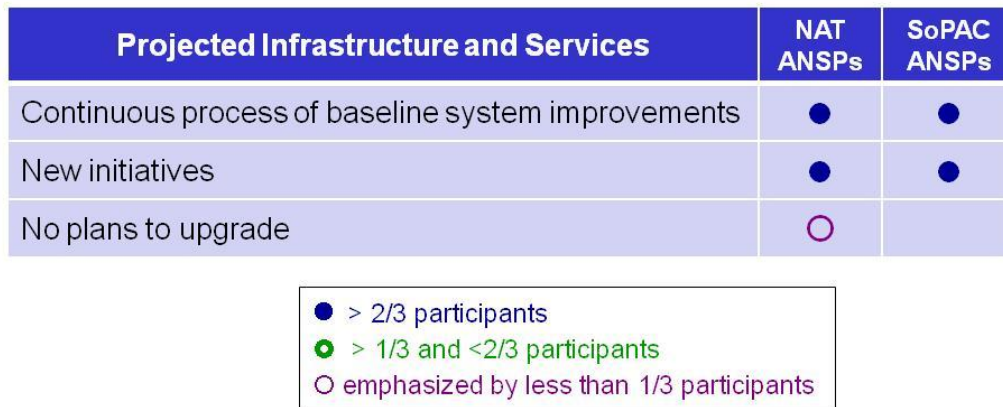 Projected Infrastructure and Services
NAT ANSPs
SoPAC ANSPs
Continuous process of baseline system improvements
New initiatives
No plans to upgrade
> 2/3 participants
> 1/3 and <2/3 participants
emphasized by less than 1/3 participants